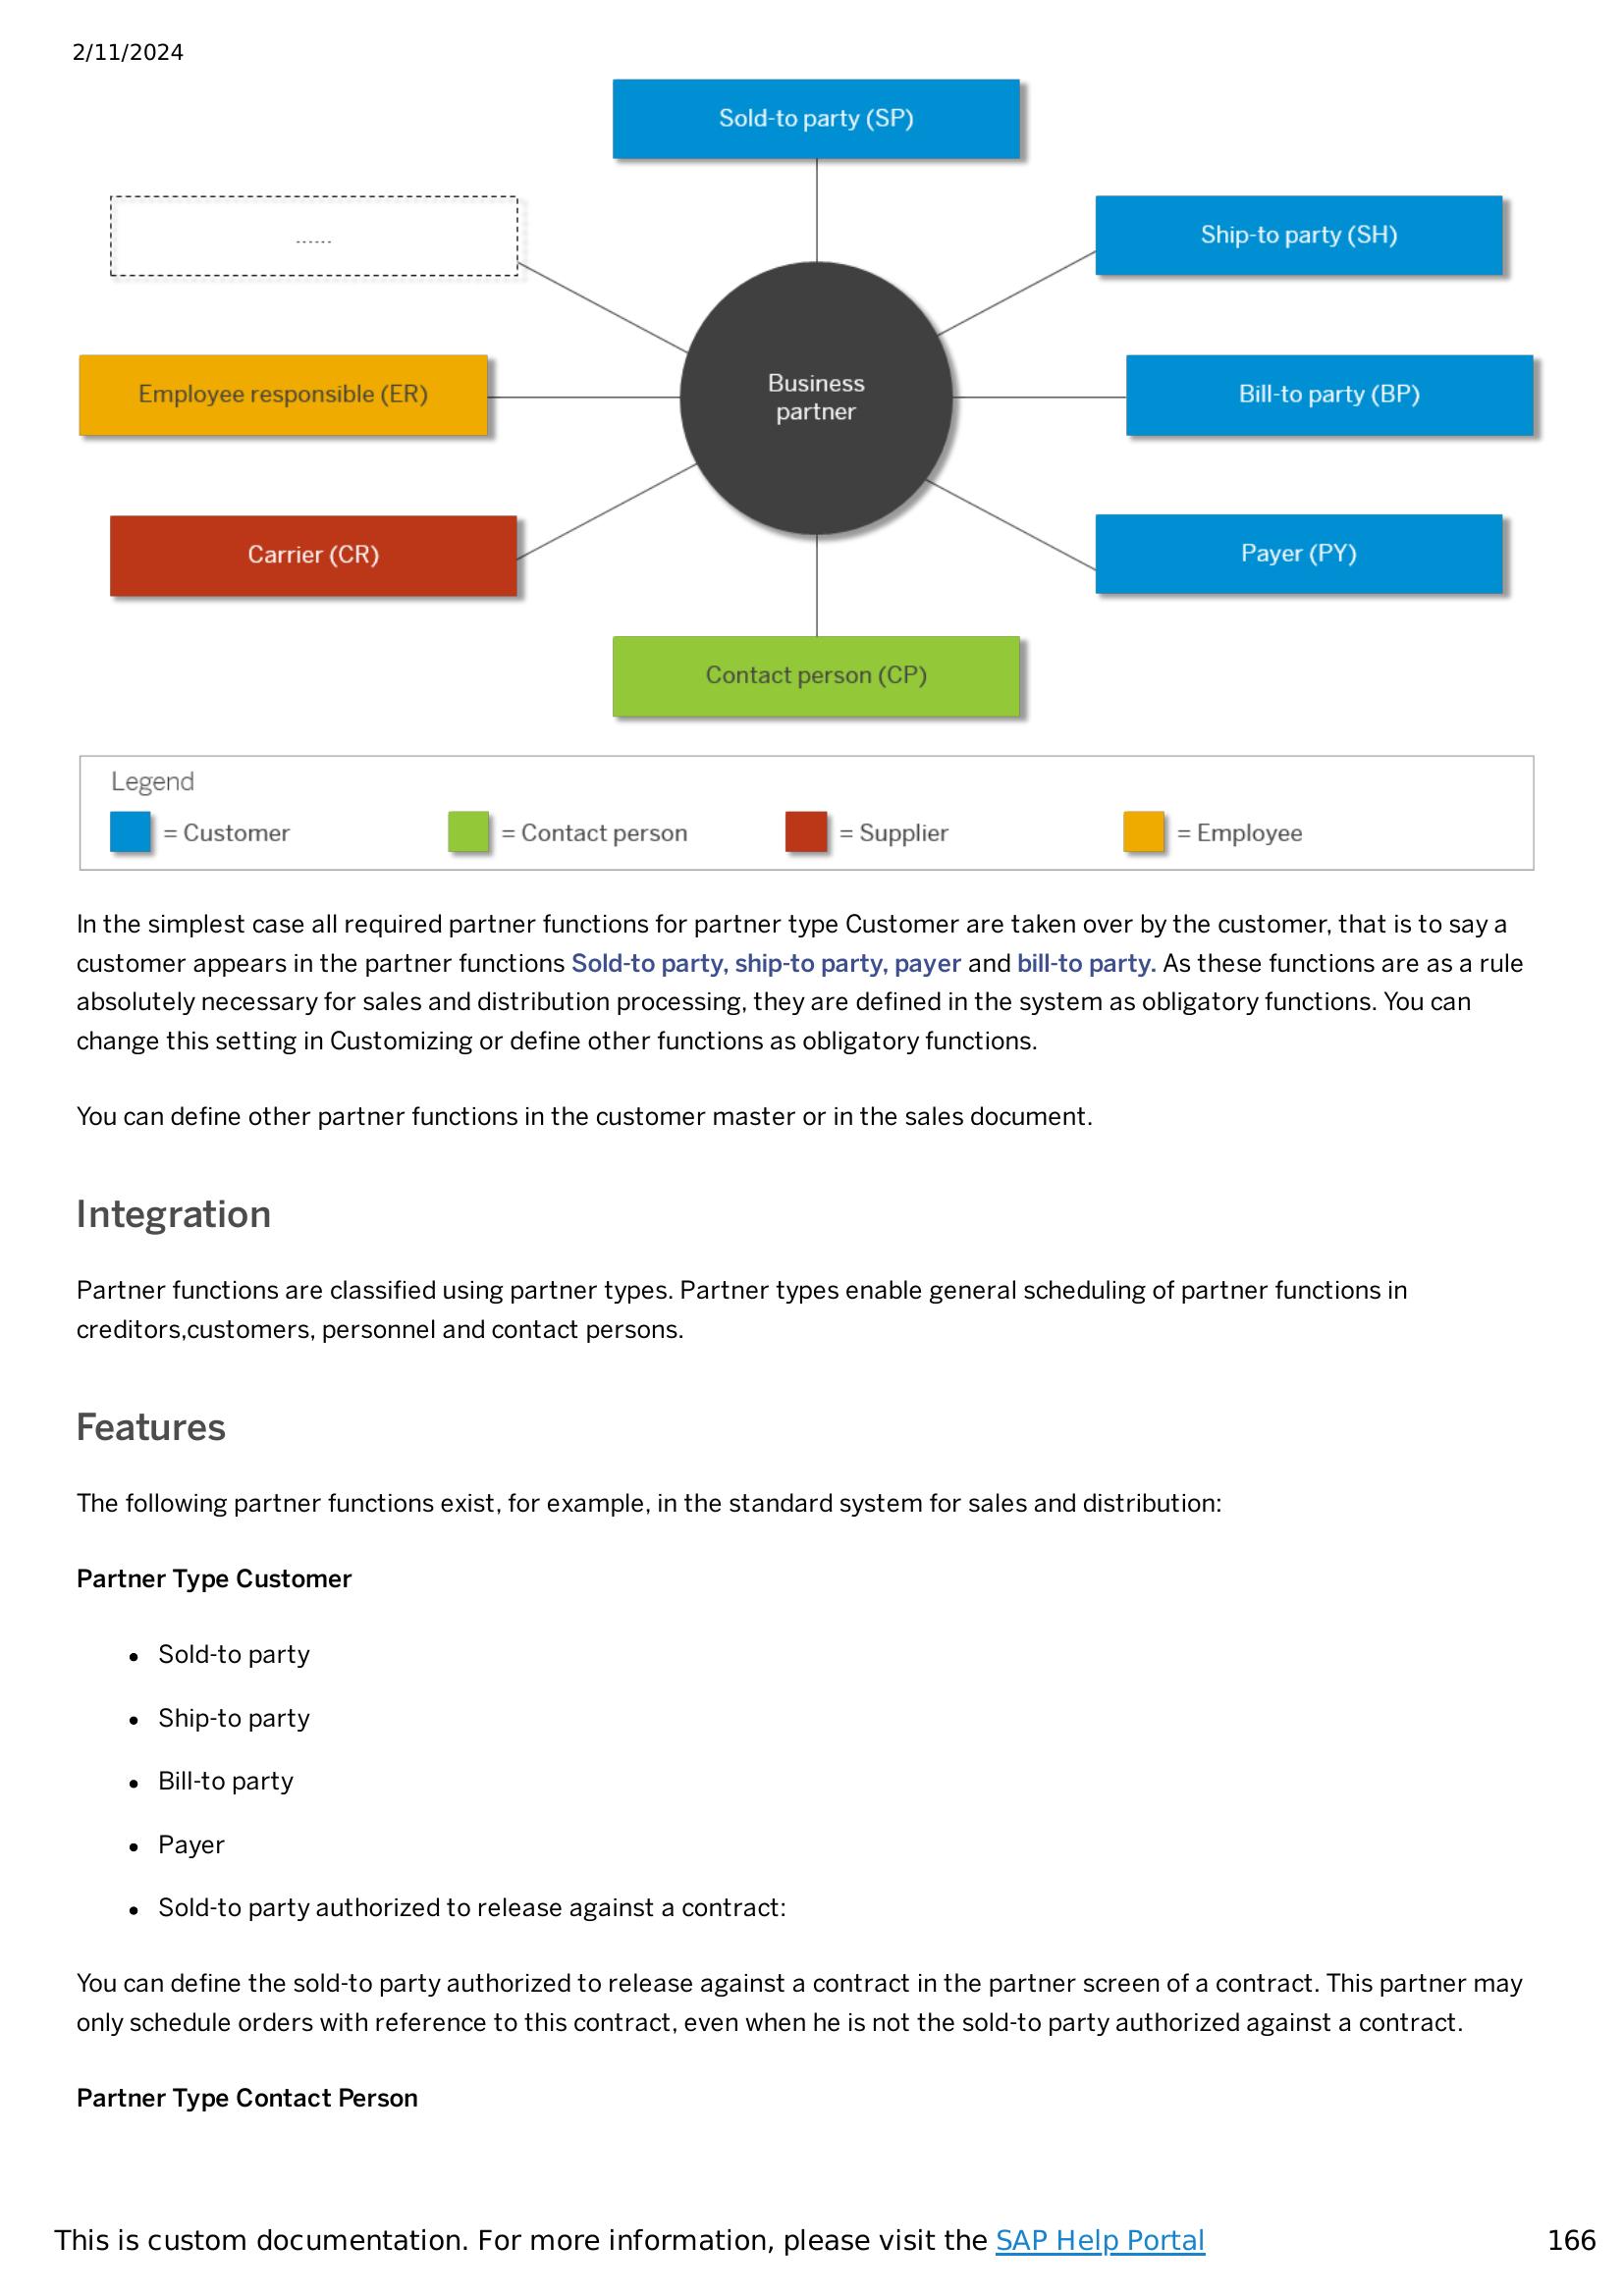 2/11/2024
Sold-to party (SP)
......
Ship-to party (SH)
Employee responsible (ER)
Business
partner
Bill-to party (BP)
Carrier (CR)
Payer (PY)
Contact person (CP)
Legend
= Customer
= Contact person
= Supplier
= Employee
In the simplest case all required partner functions for partner type Customer are taken over by the customer, that is to say a
customer appears in the partner functions Sold-to party, ship-to party, payer and bill-to party. As these functions are as a rule
absolutely necessary for sales and distribution processing, they are defined in the system as obligatory functions. You can
change this setting in Customizing or define other functions as obligatory functions.
You can define other partner functions in the customer master or in the sales document.
Integration
Partner functions are classified using partner types. Partner types enable general scheduling of partner functions in
creditors,customers, personnel and contact persons.
Features
The following partner functions exist, for example, in the standard system for sales and distribution:
Partner Type Customer
• Sold-to party
• Ship-to party
• Bill-to party
• Payer
• Sold-to party authorized to release against a contract:
You can define the sold-to party authorized to release against a contract in the partner screen of a contract. This partner may
only schedule orders with reference to this contract, even when he is not the sold-to party authorized against a contract.
Partner Type Contact Person
This is custom documentation. For more information, please visit the SAP Help Portal
166